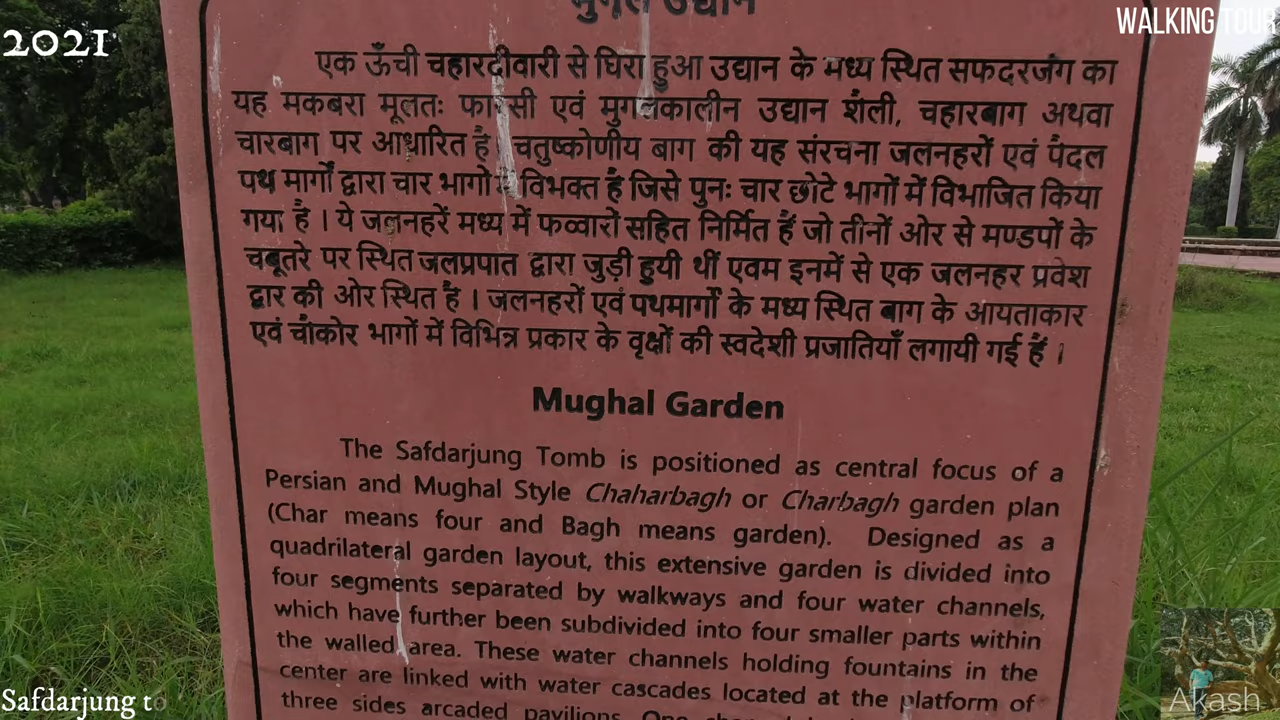 2021
WALKING TOUR
मुगल उद्यान
एक ऊँची चहारदीवारी से घिरा हुआ उद्यान के मध्य स्थित सफदरजंग का
यह मकबरा मूलतः फारसी एवं मुगलकालीन उद्यान शैली, चहारबाग अथवा
चारबाग पर आधारित है। चतुष्कोणीय बाग की यह संरचना जलनहरों एवं पैदल
पथ मार्गों द्वारा चार भागो में विभक्त है जिसे पुनः चार छोटे भागों में विभाजित किया
गया है । ये जलनहरें मध्य में फव्वारों सहित निर्मित हैं जो तीनों ओर से मण्डपों के
चबूतरे पर स्थित जलप्रपात द्वारा जुड़ी हुयी थीं एवम इनमें से एक जलनहर प्रवेश
द्वार की ओर स्थित है । जलनहरों एवं पथमार्गों के मध्य स्थित बाग के आयताकार
एवं चौकोर भागों में विभिन्न प्रकार के वृक्षों की स्वदेशी प्रजातियाँ लगायी गई हैं ।
Mughal Garden
The Safdarjung Tomb is positioned as central focus of a
Persian and Mughal Style Chaharbagh or Charbagh garden plan
(Char means four and Bagh means garden). Designed as a
quadrilateral garden layout, this extensive garden is divided into
four segments separated by walkways and four water channels,
which have further been subdivided into four smaller parts within
the walled area. These water channels holding fountains in the
center are linked with water cascades located at the platform of
three sides arcaded pavilions. One
Safdarjung to
Akash